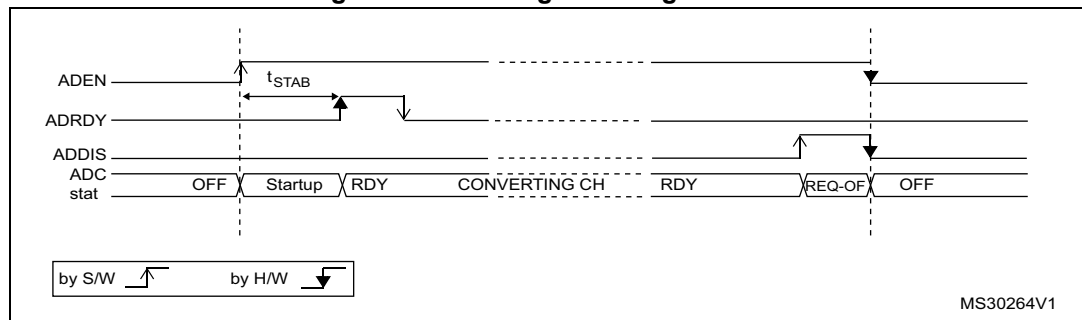 ADEN
tSTAB
ADRDY
ADDIS
ADC
stat
OFF Startup RDY CONVERTING CH RDY REQ-OF OFF
by S/W by H/W
MS30264V1